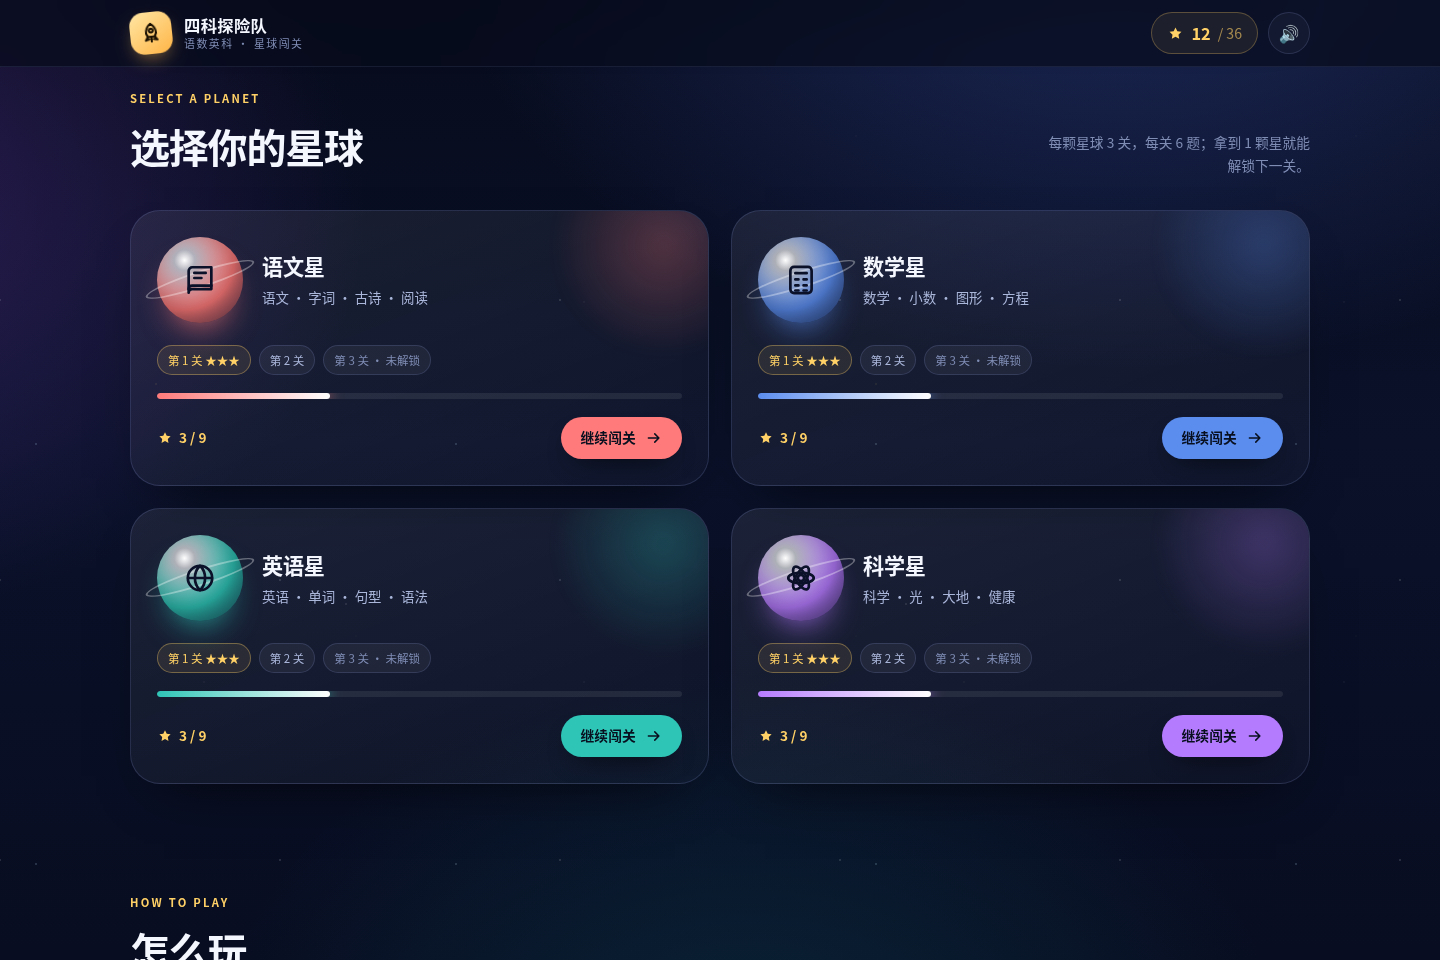 四科探险队
语数英科 · 星球闯关
★ 12 / 36
SELECT A PLANET
选择你的星球
每颗星球 3 关，每关 6 题；拿到 1 颗星就能
解锁下一关。
语文星
语文 · 字词 · 古诗 · 阅读
第 1 关 ★★★
第 2 关
第 3 关 · 未解锁
★ 3 / 9
继续闯关 →
数学星
数学 · 小数 · 图形 · 方程
第 1 关 ★★★
第 2 关
第 3 关 · 未解锁
★ 3 / 9
继续闯关 →
英语星
英语 · 单词 · 句型 · 语法
第 1 关 ★★★
第 2 关
第 3 关 · 未解锁
★ 3 / 9
继续闯关 →
科学星
科学 · 光 · 大地 · 健康
第 1 关 ★★★
第 2 关
第 3 关 · 未解锁
★ 3 / 9
继续闯关 →
HOW TO PLAY
怎么玩